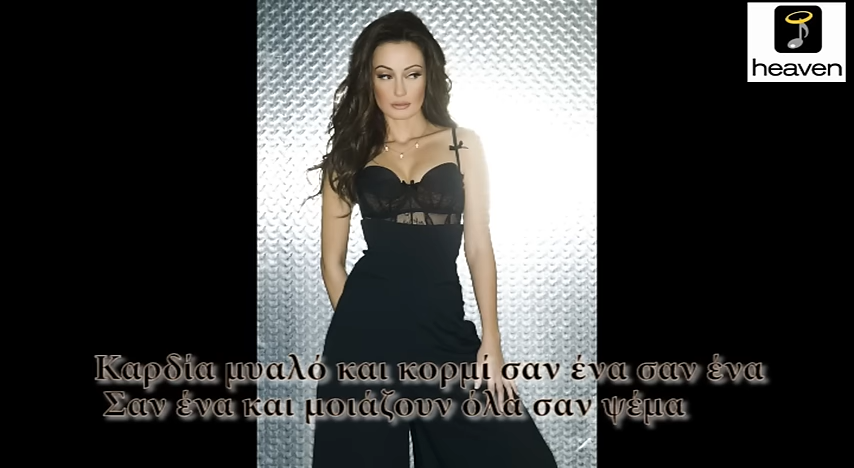 heaven
Καρδία μυαλό και κορμί σαν ένα σαν ένα
Σαν ένα και μοιάζουν όλα σαν ψέμα